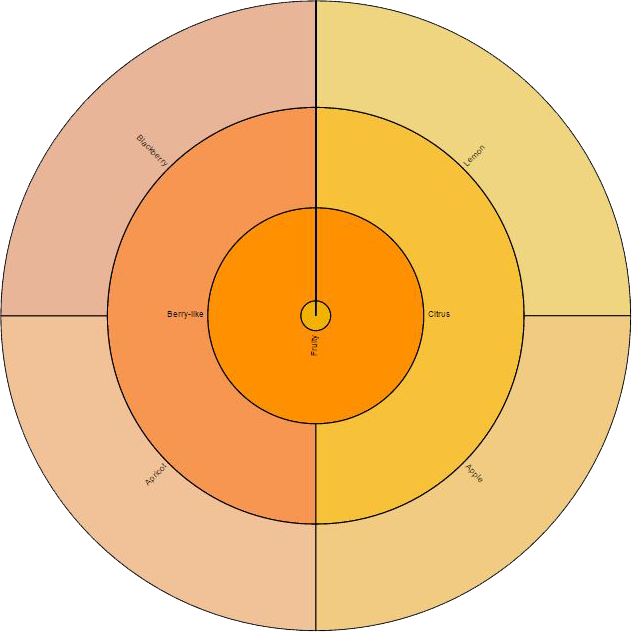 Blackberry
Lemon
Berry-like
Citrus
Fruity
Apricot
Apple